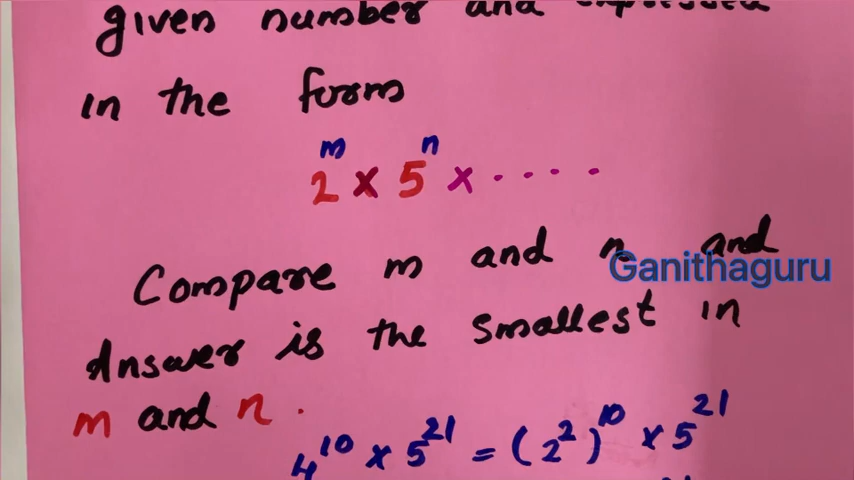 given number and expressed
in the form
2^m × 5^n × ....
Compare m and n and
Ganithaguru
Answer is the smallest in
m and n.
4^10 × 5^21 = (2^2)^10 × 5^21